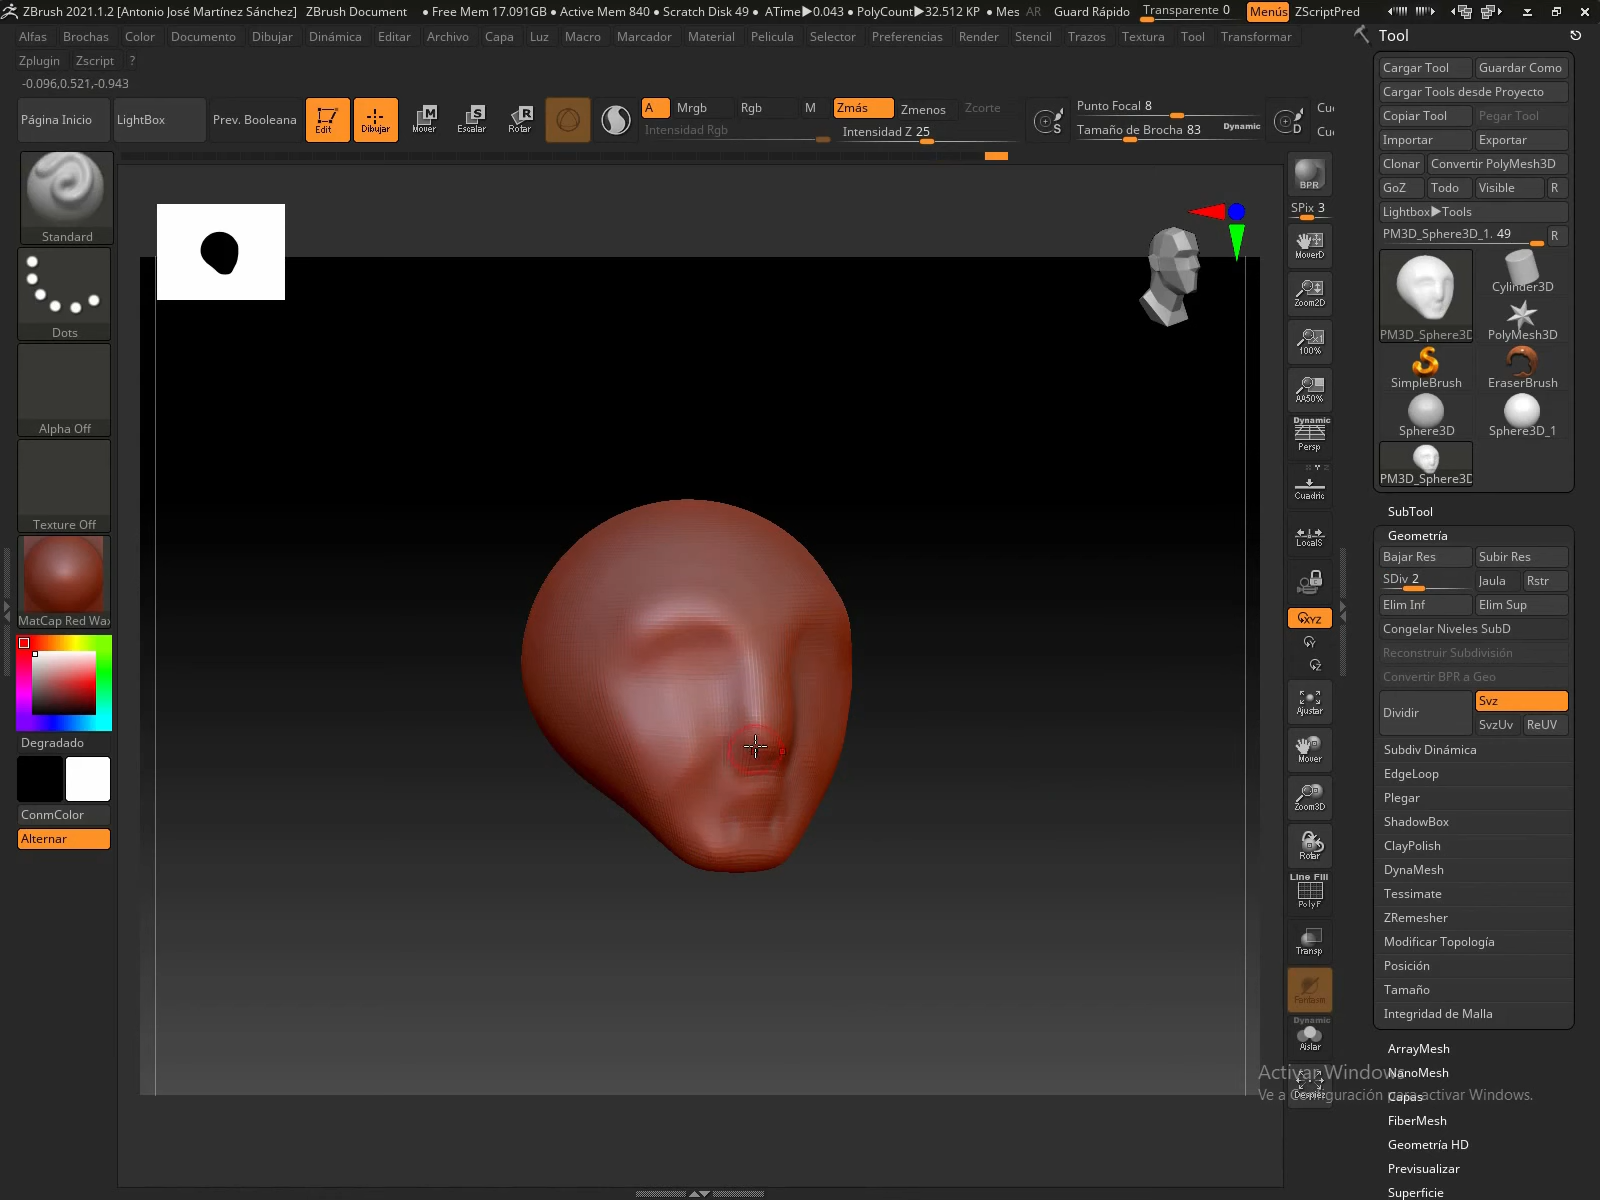 ZBrush 2021.1.2 [Antonio José Martínez Sánchez] ZBrush Document • Free Mem 17.091GB • Active Mem 840 • Scratch Disk 49 • ATime▶0.043 • PolyCount▶32.512 KP • Mes AR Guard Rápido Transparente 0 Menús ZScriptPred
Alfas Brochas Color Documento Dibujar Dinámica Editar Archivo Capa Luz Macro Marcador Material Pelicula Preferencias Render Selector Stencil Trazos Textura Tool Transformar
Zplugin Zscript ?
-0.096,0.521,-0.943
Página Inicio
LightBox
Prev. Booleana
Edit
Dibujar
Mover
Escalar
Rotar
A
Mrgb
Rgb
M
Zmás
Zmenos
Zcorte
Intensidad Rgb
Intensidad Z 25
S
Punto Focal 8
Tamaño de Brocha 83
Dynamic
D
Cu
Cu
Standard
Dots
Alpha Off
Texture Off
MatCap Red Wax
Degradado
ConmColor
Alternar
BPR
SPix 3
MoverD
Zoom2D
100%
AA50%
Dynamic
Persp
Cuadric
LocalS
XYZ
Y
Z
Ajustar
Mover
Zoom3D
Rotar
Line Fill
PolyF
Transp
Fantasm
Dynamic
Aislar
Tool
Cargar Tool
Guardar Como
Cargar Tools desde Proyecto
Copiar Tool
Pegar Tool
Importar
Exportar
Clonar
Convertir PolyMesh3D
GoZ
Todo
Visible
R
Lightbox▶Tools
PM3D_Sphere3D_1. 49
R
PM3D_Sphere3D
Cylinder3D
PolyMesh3D
SimpleBrush
EraserBrush
Sphere3D
Sphere3D_1
PM3D_Sphere3D
SubTool
Geometría
Bajar Res
Subir Res
SDiv 2
Jaula
Rstr
Elim Inf
Elim Sup
Congelar Niveles SubD
Reconstruir Subdivisión
Convertir BPR a Geo
Dividir
Svz
SvzUv
ReUV
Subdiv Dinámica
EdgeLoop
Plegar
ShadowBox
ClayPolish
DynaMesh
Tessimate
ZRemesher
Modificar Topología
Posición
Tamaño
Integridad de Malla
ArrayMesh
NanoMesh
Capas
FiberMesh
Geometría HD
Previsualizar
Superficie
Activar Windows
Ve a Configuración para activar Windows.